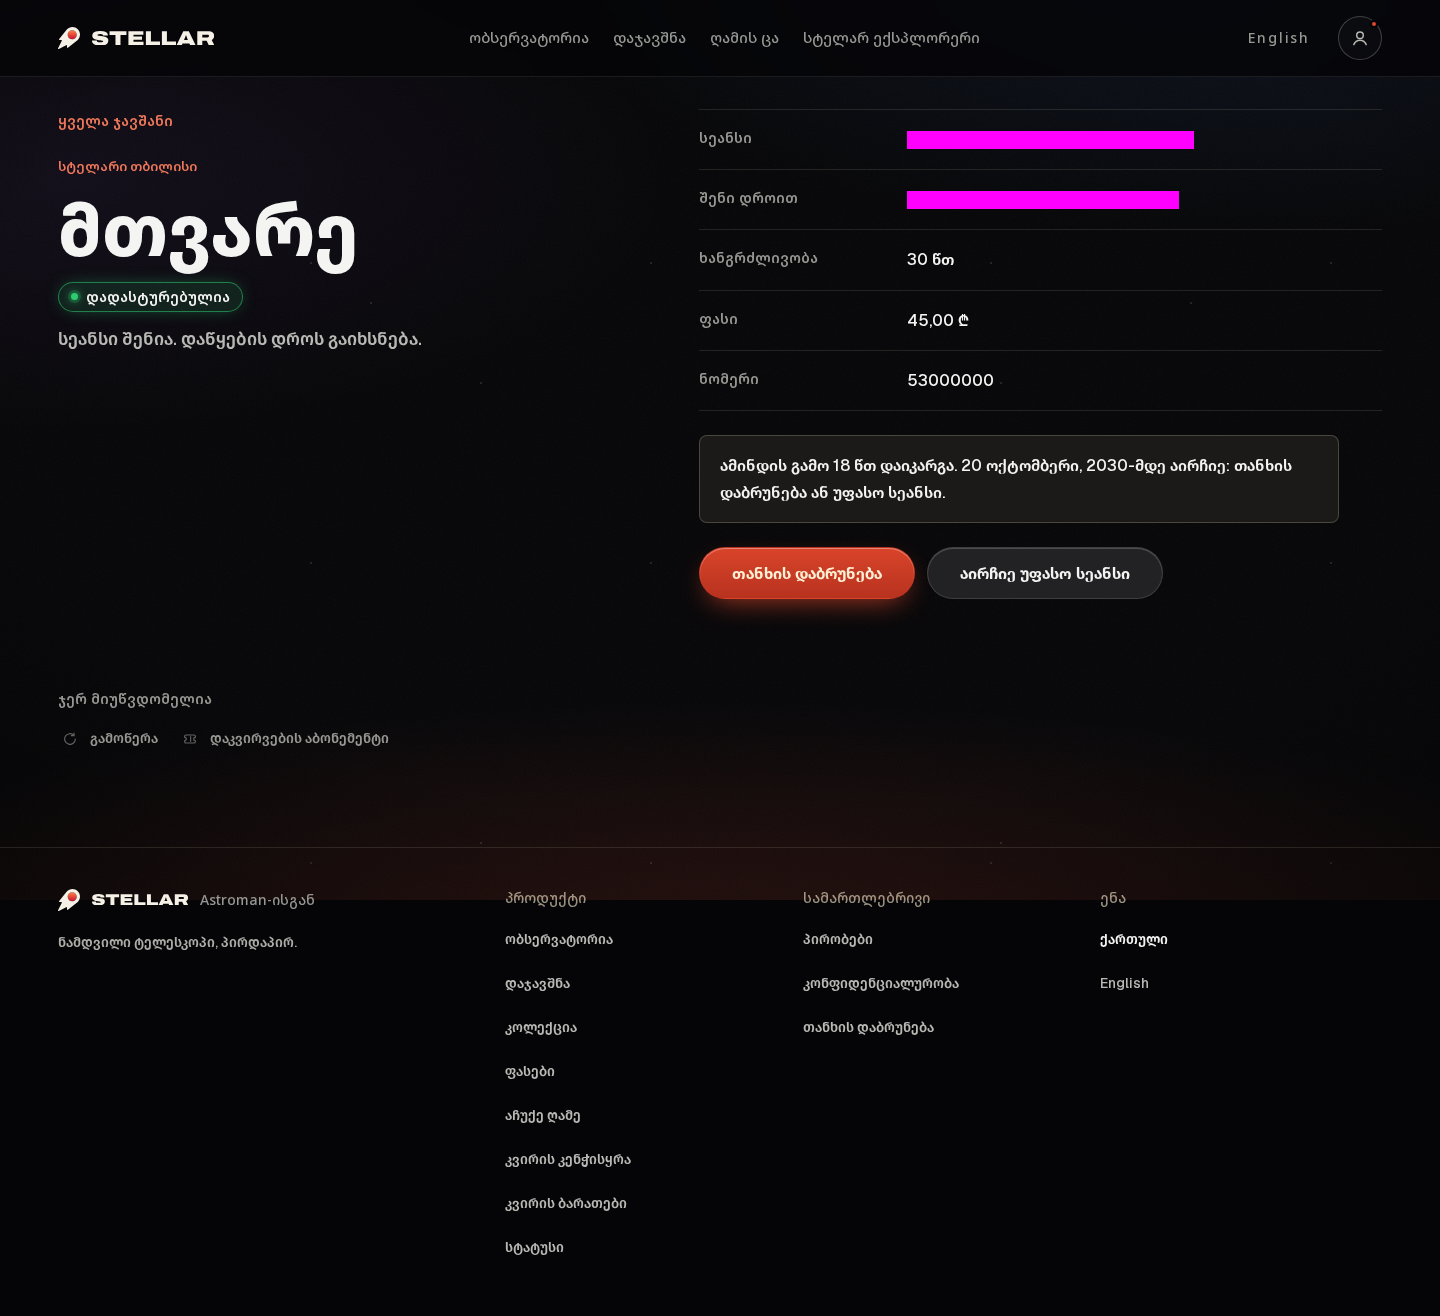 STELLAR
ობსერვატორია
დაჯავშნა
ღამის ცა
სტელარ ექსპლორერი
English
ყველა ჯავშანი
სტელარი თბილისი
მთვარე
დადასტურებულია
სეანსი შენია. დაწყების დროს გაიხსნება.
სეანსი
შენი დროით
ხანგრძლივობა
30 წთ
ფასი
45,00 ₾
ნომერი
53000000
ამინდის გამო 18 წთ დაიკარგა. 20 ოქტომბერი, 2030-მდე აირჩიე: თანხის
დაბრუნება ან უფასო სეანსი.
თანხის დაბრუნება
აირჩიე უფასო სეანსი
ჯერ მიუწვდომელია
გამოწერა
დაკვირვების აბონემენტი
STELLAR Astroman-ისგან
ნამდვილი ტელესკოპი, პირდაპირ.
პროდუქტი
ობსერვატორია
დაჯავშნა
კოლექცია
ფასები
აჩუქე ღამე
კვირის კენჭისყრა
კვირის ბარათები
სტატუსი
სამართლებრივი
პირობები
კონფიდენციალურობა
თანხის დაბრუნება
ენა
ქართული
English